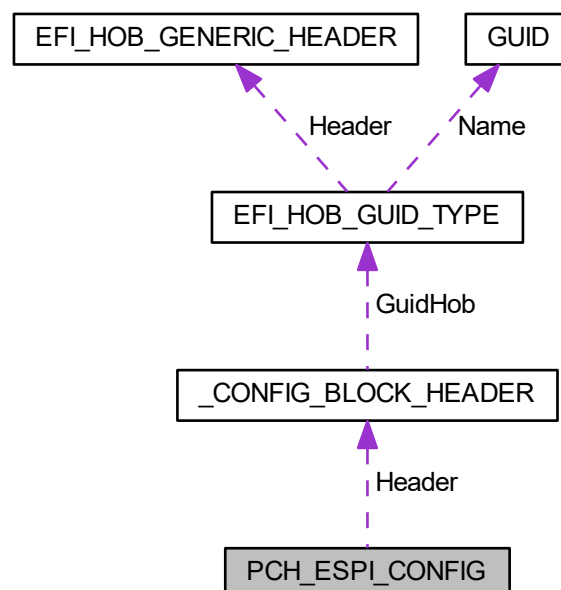 EFI_HOB_GENERIC_HEADER
GUID
Header
Name
EFI_HOB_GUID_TYPE
GuidHob
_CONFIG_BLOCK_HEADER
Header
PCH_ESPI_CONFIG